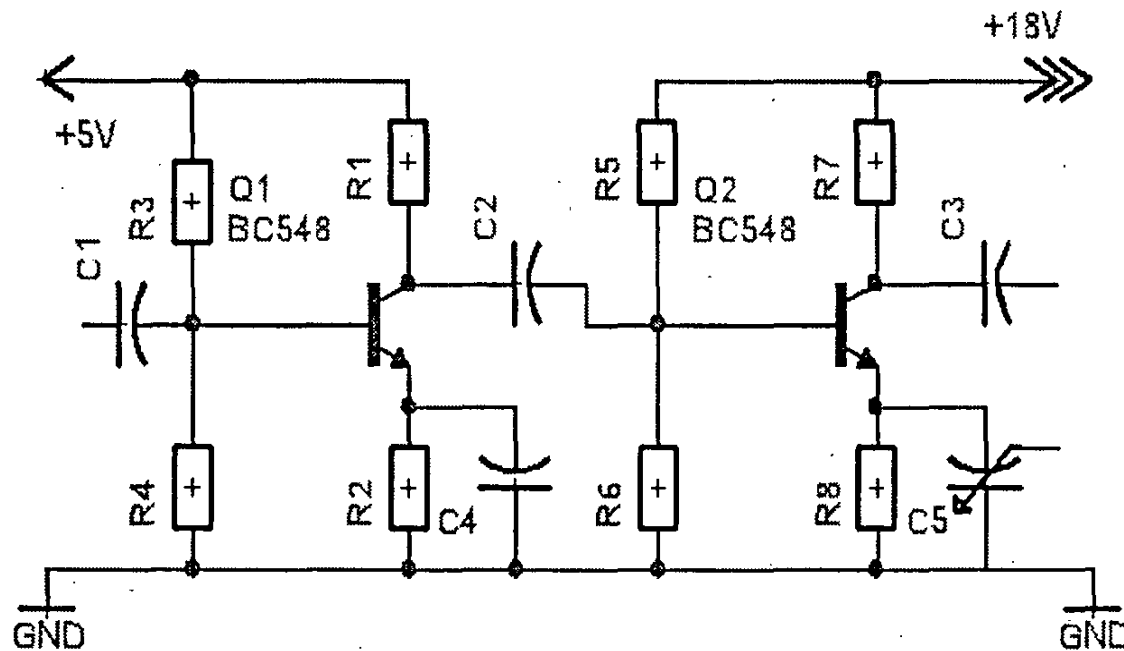 +18V
+5V
R3
Q1
BC548
R1
C2
R5
Q2
BC548
R7
C3
C1
R4
R2
C4
R6
R8
C5
GND
GND